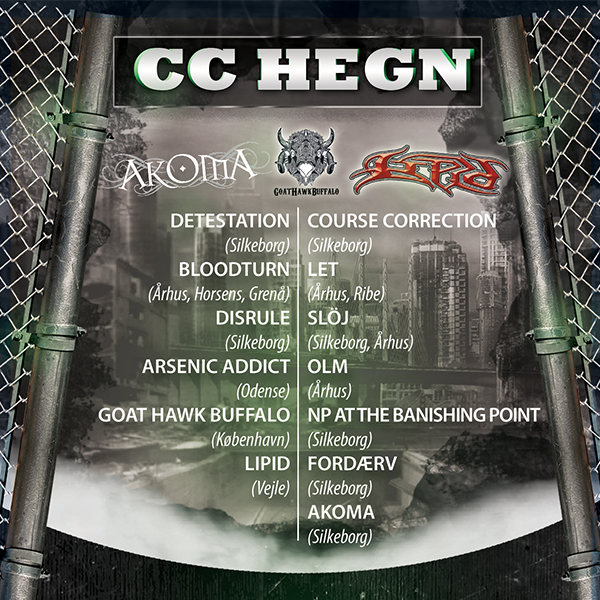 CC HEGN
AKOMA
GOATHAWKBUFFALO
Lipid
DETESTATION
(Silkeborg)
BLOODTURN
(Århus, Horsens, Grenå)
DISRULE
(Silkeborg)
ARSENIC ADDICT
(Odense)
GOAT HAWK BUFFALO
(København)
LIPID
(Vejle)
COURSE CORRECTION
(Silkeborg)
LET
(Århus, Ribe)
SLÖJ
(Silkeborg, Århus)
OLM
(Århus)
NP AT THE BANISHING POINT
(Silkeborg)
FORDÆRV
(Silkeborg)
AKOMA
(Silkeborg)